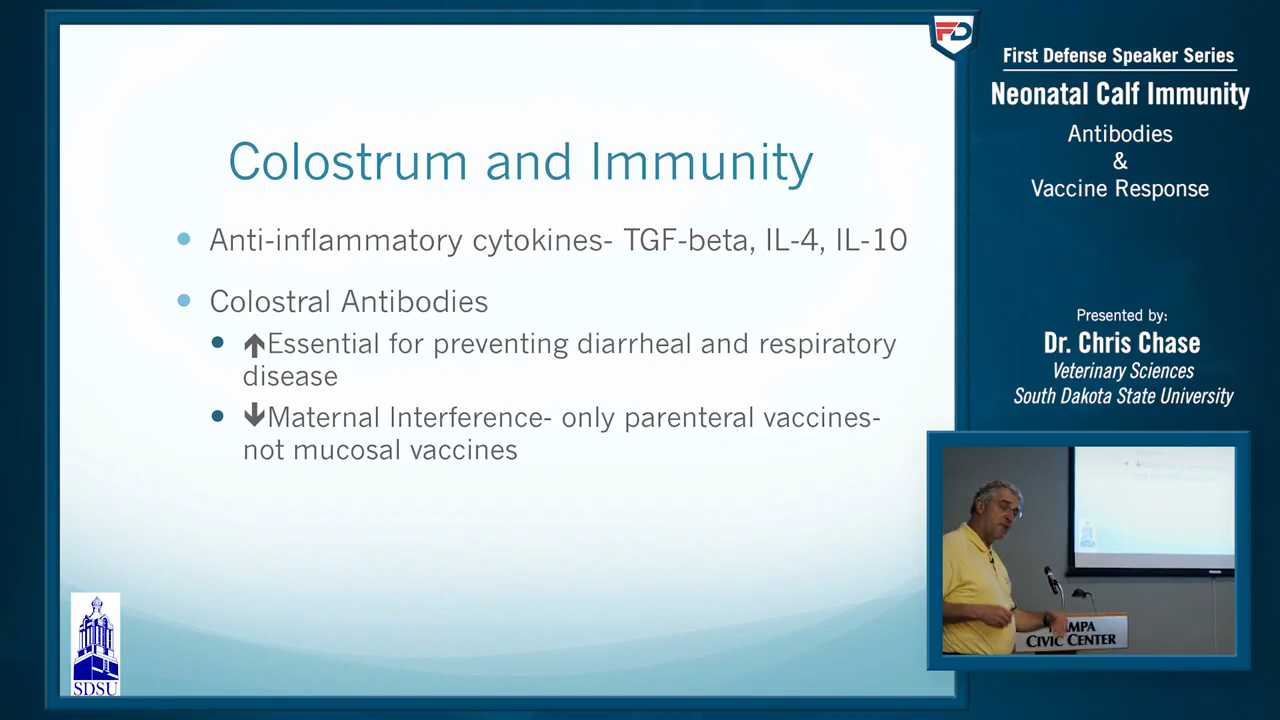 Colostrum and Immunity
Anti-inflammatory cytokines- TGF-beta, IL-4, IL-10
Colostral Antibodies
↑Essential for preventing diarrheal and respiratory
disease
↓Maternal Interference- only parenteral vaccines-
not mucosal vaccines
SDSU
FD
First Defense Speaker Series
Neonatal Calf Immunity
Antibodies
&
Vaccine Response
Presented by:
Dr. Chris Chase
Veterinary Sciences
South Dakota State University
CIVIC CENTER